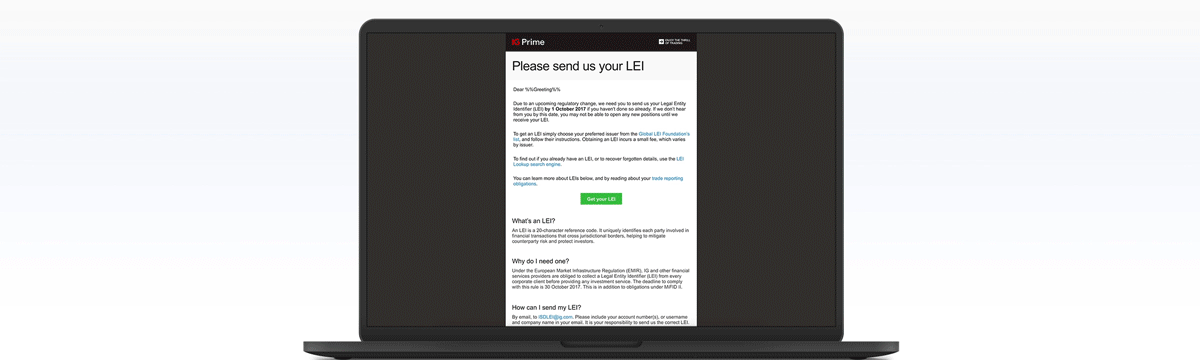 IG Prime
ENJOY THE THRILL
OF TRADING
Please send us your LEI
Dear %%Greeting%%
Due to an upcoming regulatory change, we need you to send us your Legal Entity
Identifier (LEI) by 1 October 2017 if you haven't done so already. If we don't hear
from you by this date, you may not be able to open any new positions until we
receive your LEI.
To get an LEI simply choose your preferred issuer from the Global LEI Foundation's
list, and follow their instructions. Obtaining an LEI incurs a small fee, which varies
by issuer.
To find out if you already have an LEI, or to recover forgotten details, use the LEI
Lookup search engine.
You can learn more about LEIs below, and by reading about your trade reporting
obligations.
Get your LEI
What's an LEI?
An LEI is a 20-character reference code. It uniquely identifies each party involved in
financial transactions that cross jurisdictional borders, helping to mitigate
counterparty risk and protect investors.
Why do I need one?
Under the European Market Infrastructure Regulation (EMIR), IG and other financial
services providers are obliged to collect a Legal Entity Identifier (LEI) from every
corporate client before providing any investment service. The deadline to comply
with this rule is 30 October 2017. This is in addition to obligations under MiFID II.
How can I send my LEI?
By email, to ISDLEI@ig.com. Please include your account number(s), or username
and company name in your email. It is your responsibility to send us the correct LEI,